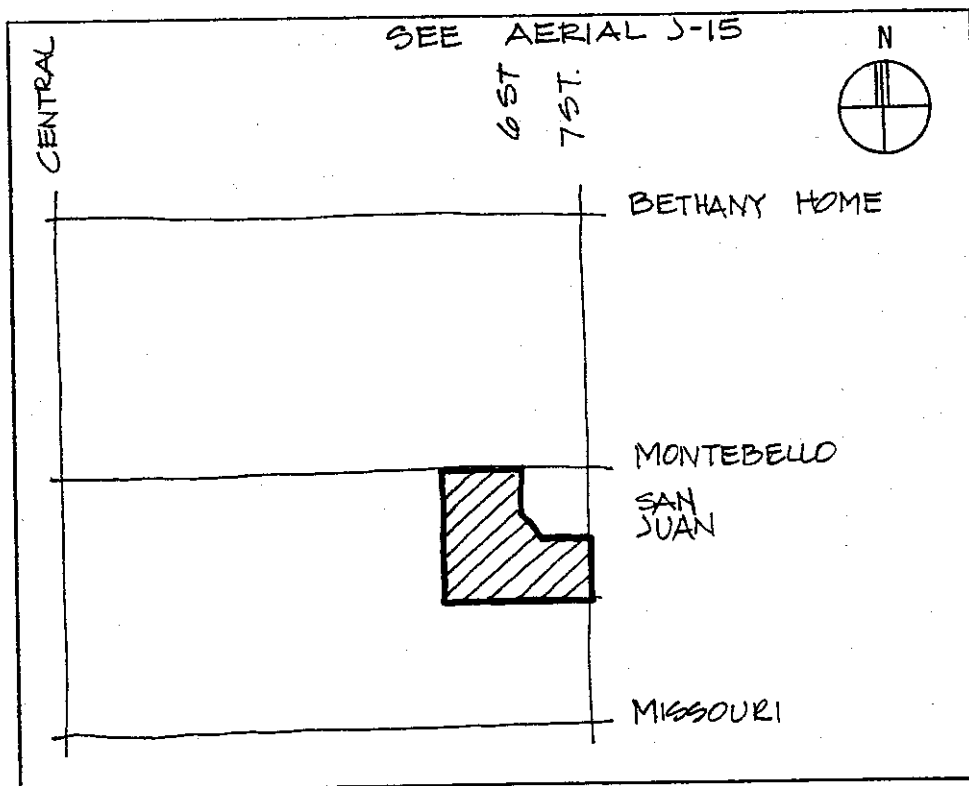 SEE AERIAL J-15
N
CENTRAL
6 ST
7 ST.
BETHANY HOME
MONTEBELLO
SAN
JUAN
MISSOURI